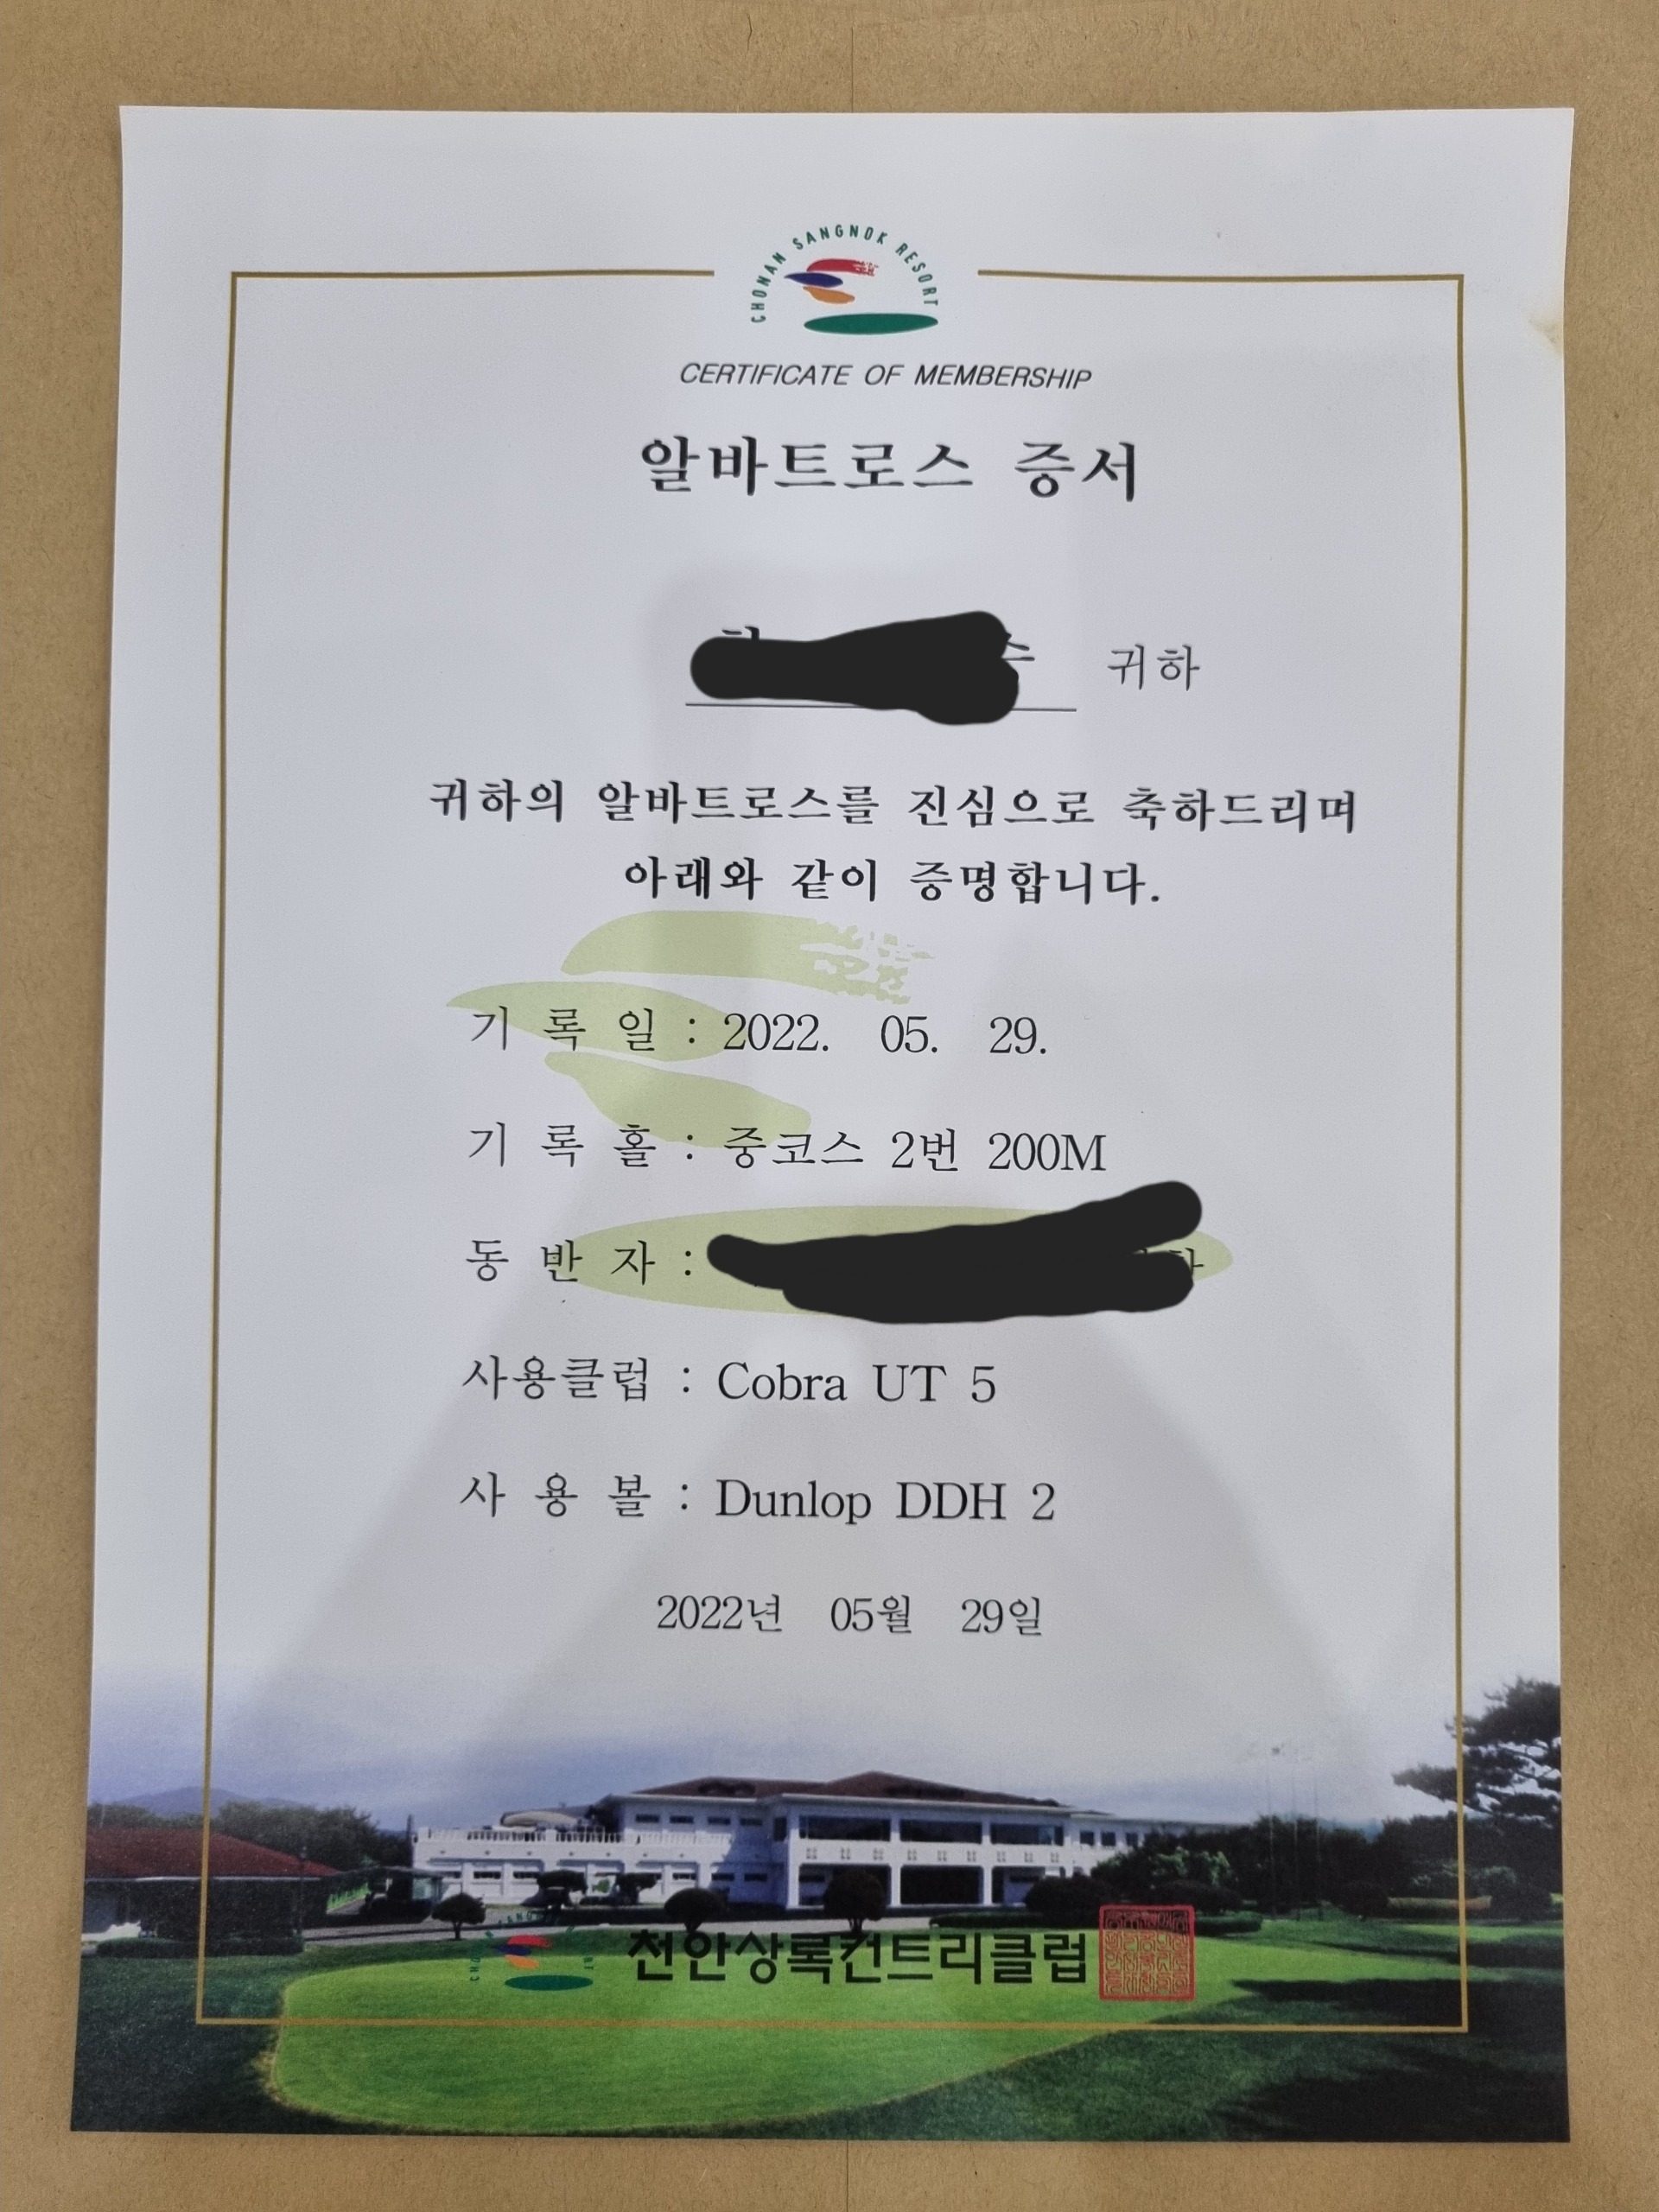 CHONAN SANGNOK RESORT
CERTIFICATE OF MEMBERSHIP
알바트로스 증서
귀하
귀하의 알바트로스를 진심으로 축하드리며
아래와 같이 증명합니다.
기 록 일 : 2022. 05. 29.
기 록 홀 : 중코스 2번 200M
동 반 자 :
사용클럽 : Cobra UT 5
사 용 볼 : Dunlop DDH 2
2022년 05월 29일
천안상록컨트리클럽